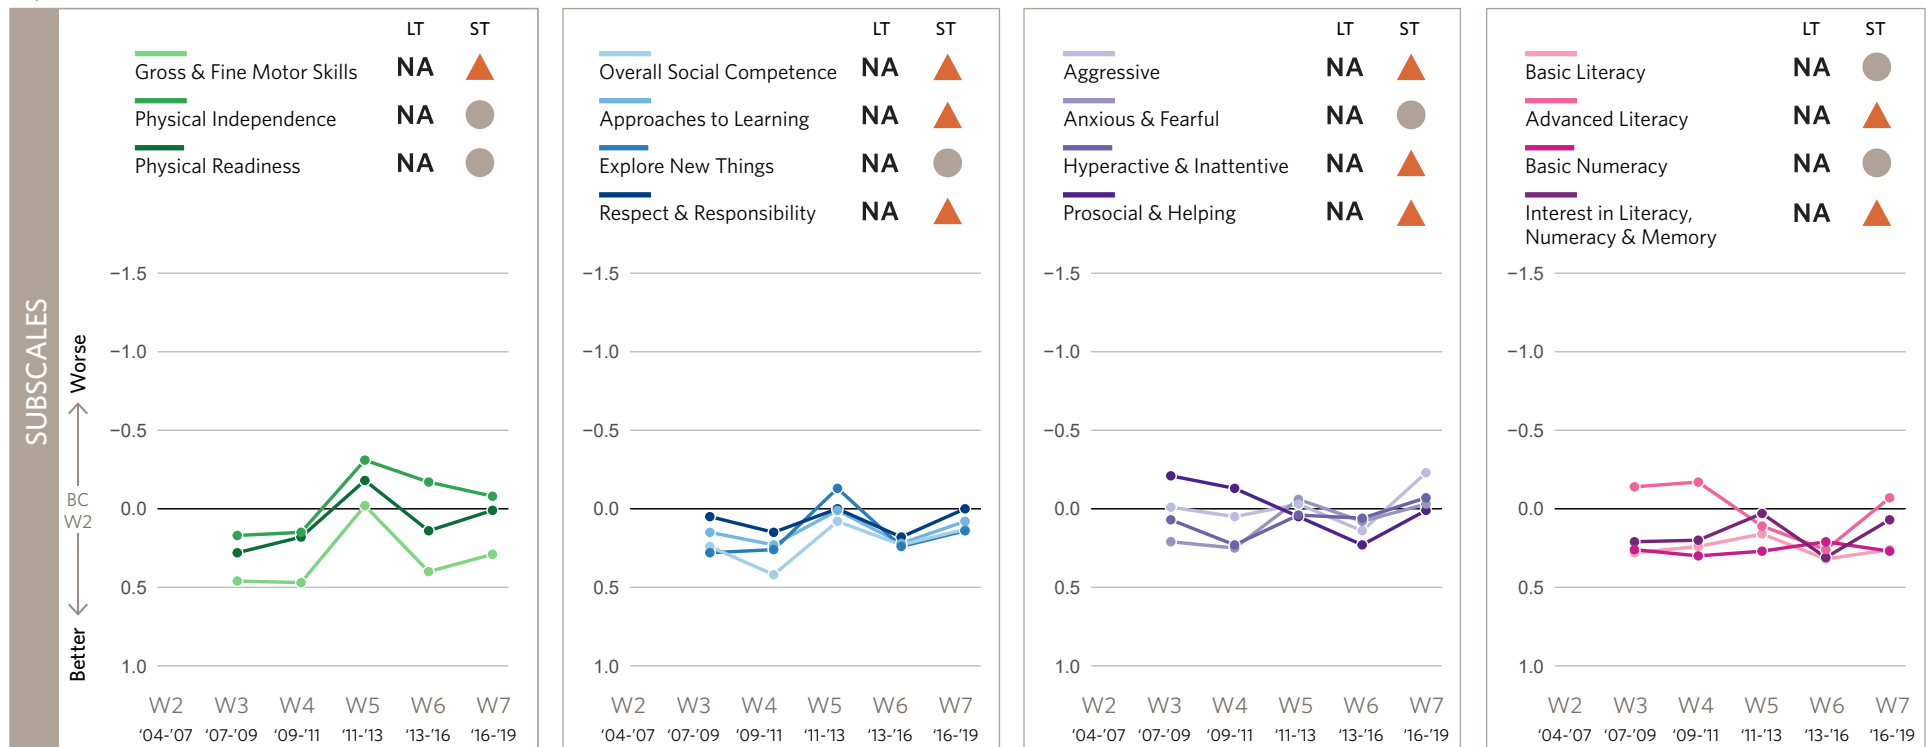 SUBSCALES
Worse
BC
W2
Better
LT ST
Gross & Fine Motor Skills NA
Physical Independence NA
Physical Readiness NA
−1.5
−1.0
−0.5
0.0
0.5
1.0
W2 W3 W4 W5 W6 W7
‘04-’07 ‘07-’09 ‘09-’11 ‘11-’13 ‘13-’16 ‘16-’19
LT ST
Overall Social Competence NA
Approaches to Learning NA
Explore New Things NA
Respect & Responsibility NA
−1.5
−1.0
−0.5
0.0
0.5
1.0
W2 W3 W4 W5 W6 W7
‘04-’07 ‘07-’09 ‘09-’11 ‘11-’13 ‘13-’16 ‘16-’19
LT ST
Aggressive NA
Anxious & Fearful NA
Hyperactive & Inattentive NA
Prosocial & Helping NA
−1.5
−1.0
−0.5
0.0
0.5
1.0
W2 W3 W4 W5 W6 W7
‘04-’07 ‘07-’09 ‘09-’11 ‘11-’13 ‘13-’16 ‘16-’19
LT ST
Basic Literacy NA
Advanced Literacy NA
Basic Numeracy NA
Interest in Literacy, NA
Numeracy & Memory
−1.5
−1.0
−0.5
0.0
0.5
1.0
W2 W3 W4 W5 W6 W7
‘04-’07 ‘07-’09 ‘09-’11 ‘11-’13 ‘13-’16 ‘16-’19